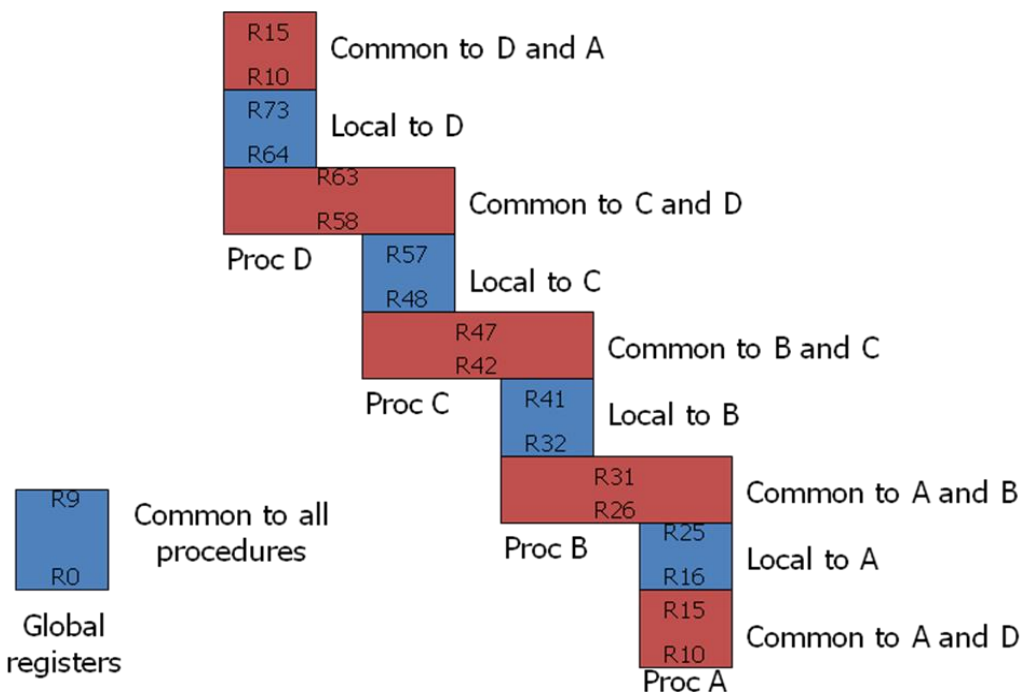 R15
Common to D and A
R10
R73
Local to D
R64
R63
Common to C and D
R58
Proc D
R57
Local to C
R48
R47
Common to B and C
R42
Proc C
R41
Local to B
R32
R31
Common to A and B
R26
Proc B
R25
Local to A
R16
R15
Common to A and D
R10
Proc A
R9
Common to all
procedures
R0
Global
registers